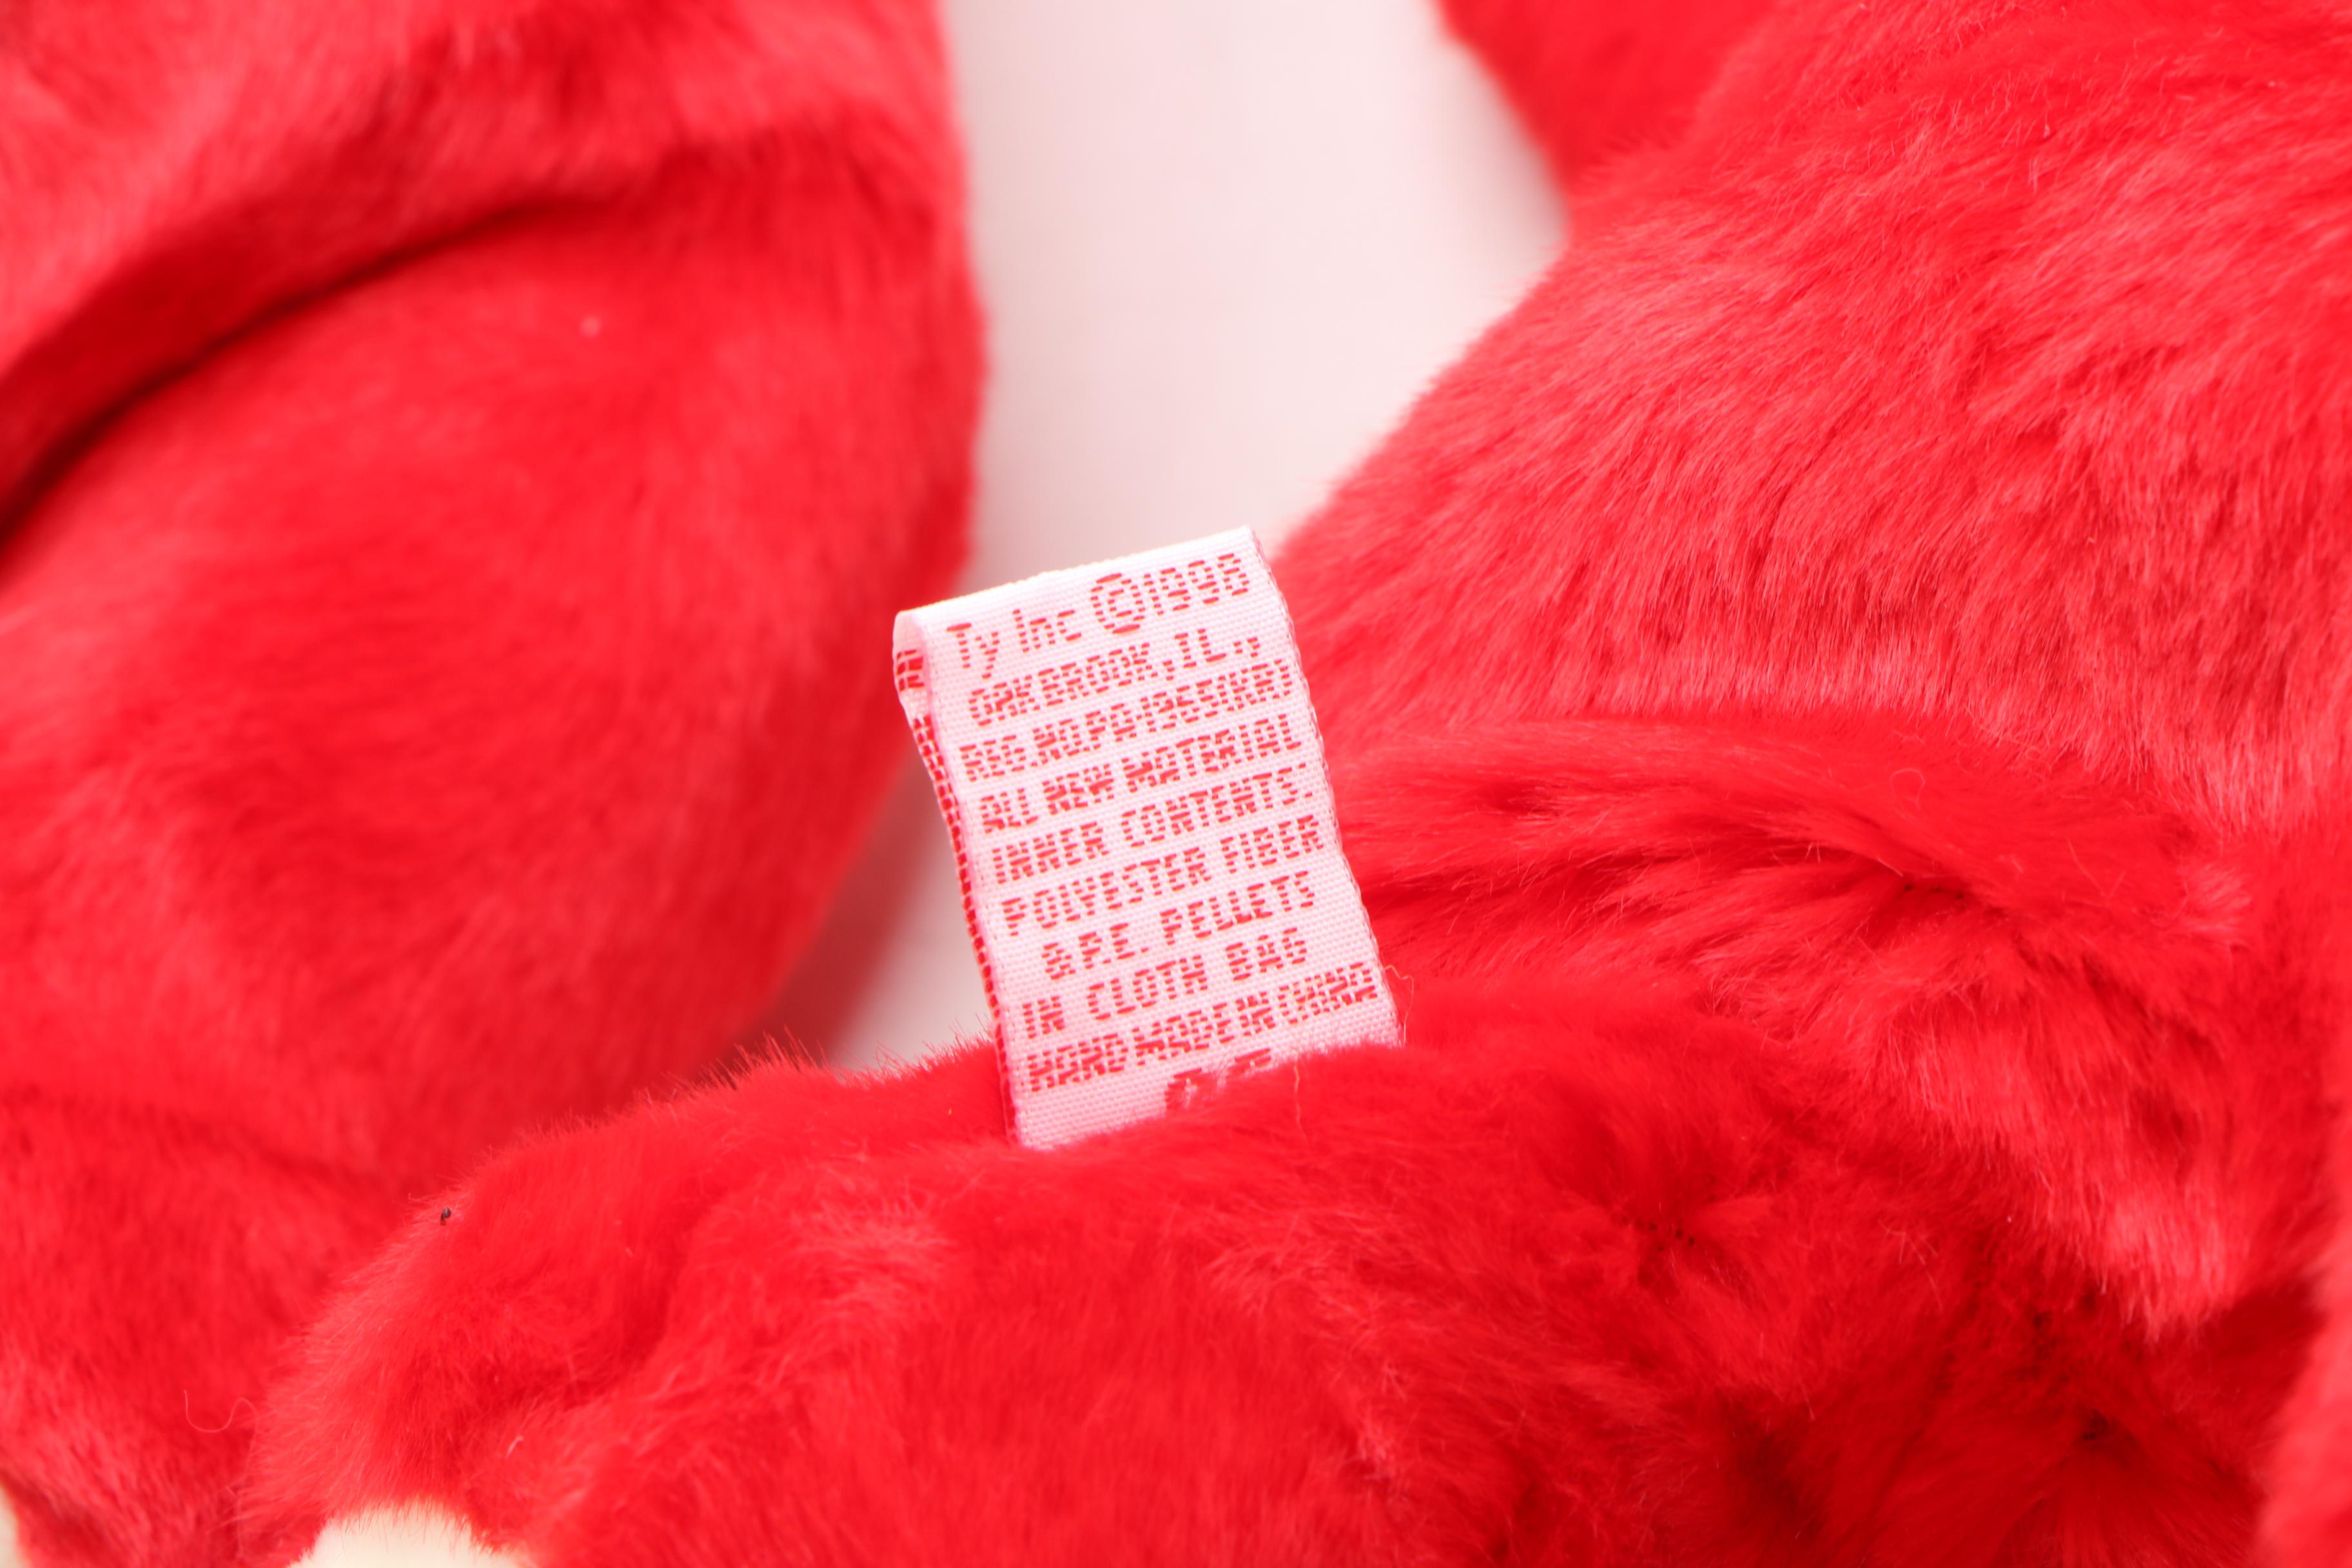 Ty Inc ©1998
OAKBROOK, IL.,
REG.NO.PA-1965(KR)
ALL NEW MATERIAL
INNER CONTENTS:
POLYESTER FIBER
& P.E. PELLETS
IN CLOTH BAG
HAND MADE IN CHINA